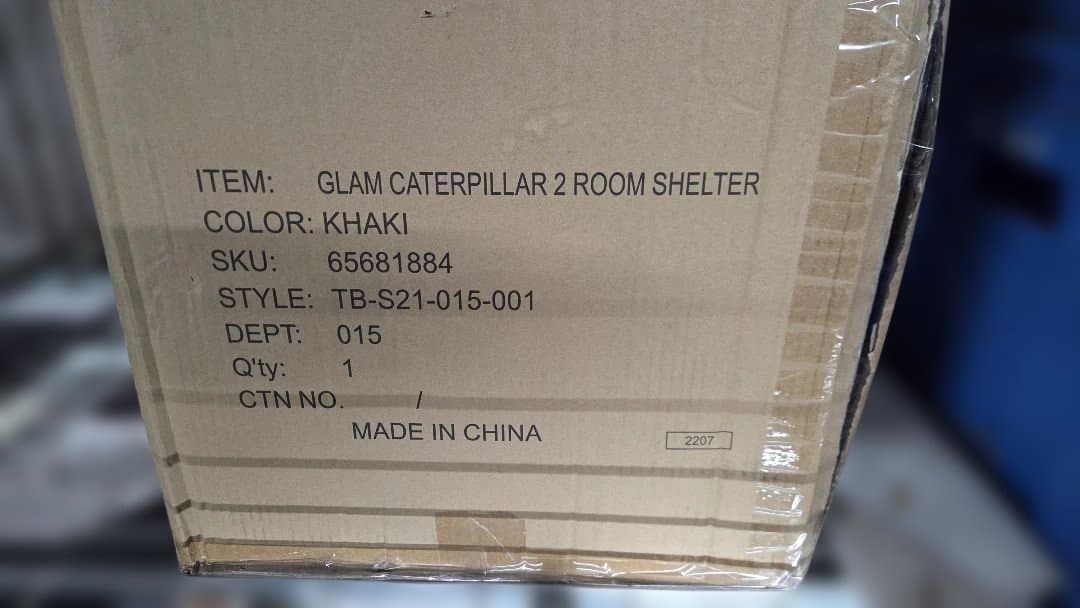 ITEM: GLAM CATERPILLAR 2 ROOM SHELTER
COLOR: KHAKI
SKU: 65681884
STYLE: TB-S21-015-001
DEPT: 015
Q'ty: 1
CTN NO. /
MADE IN CHINA
2207